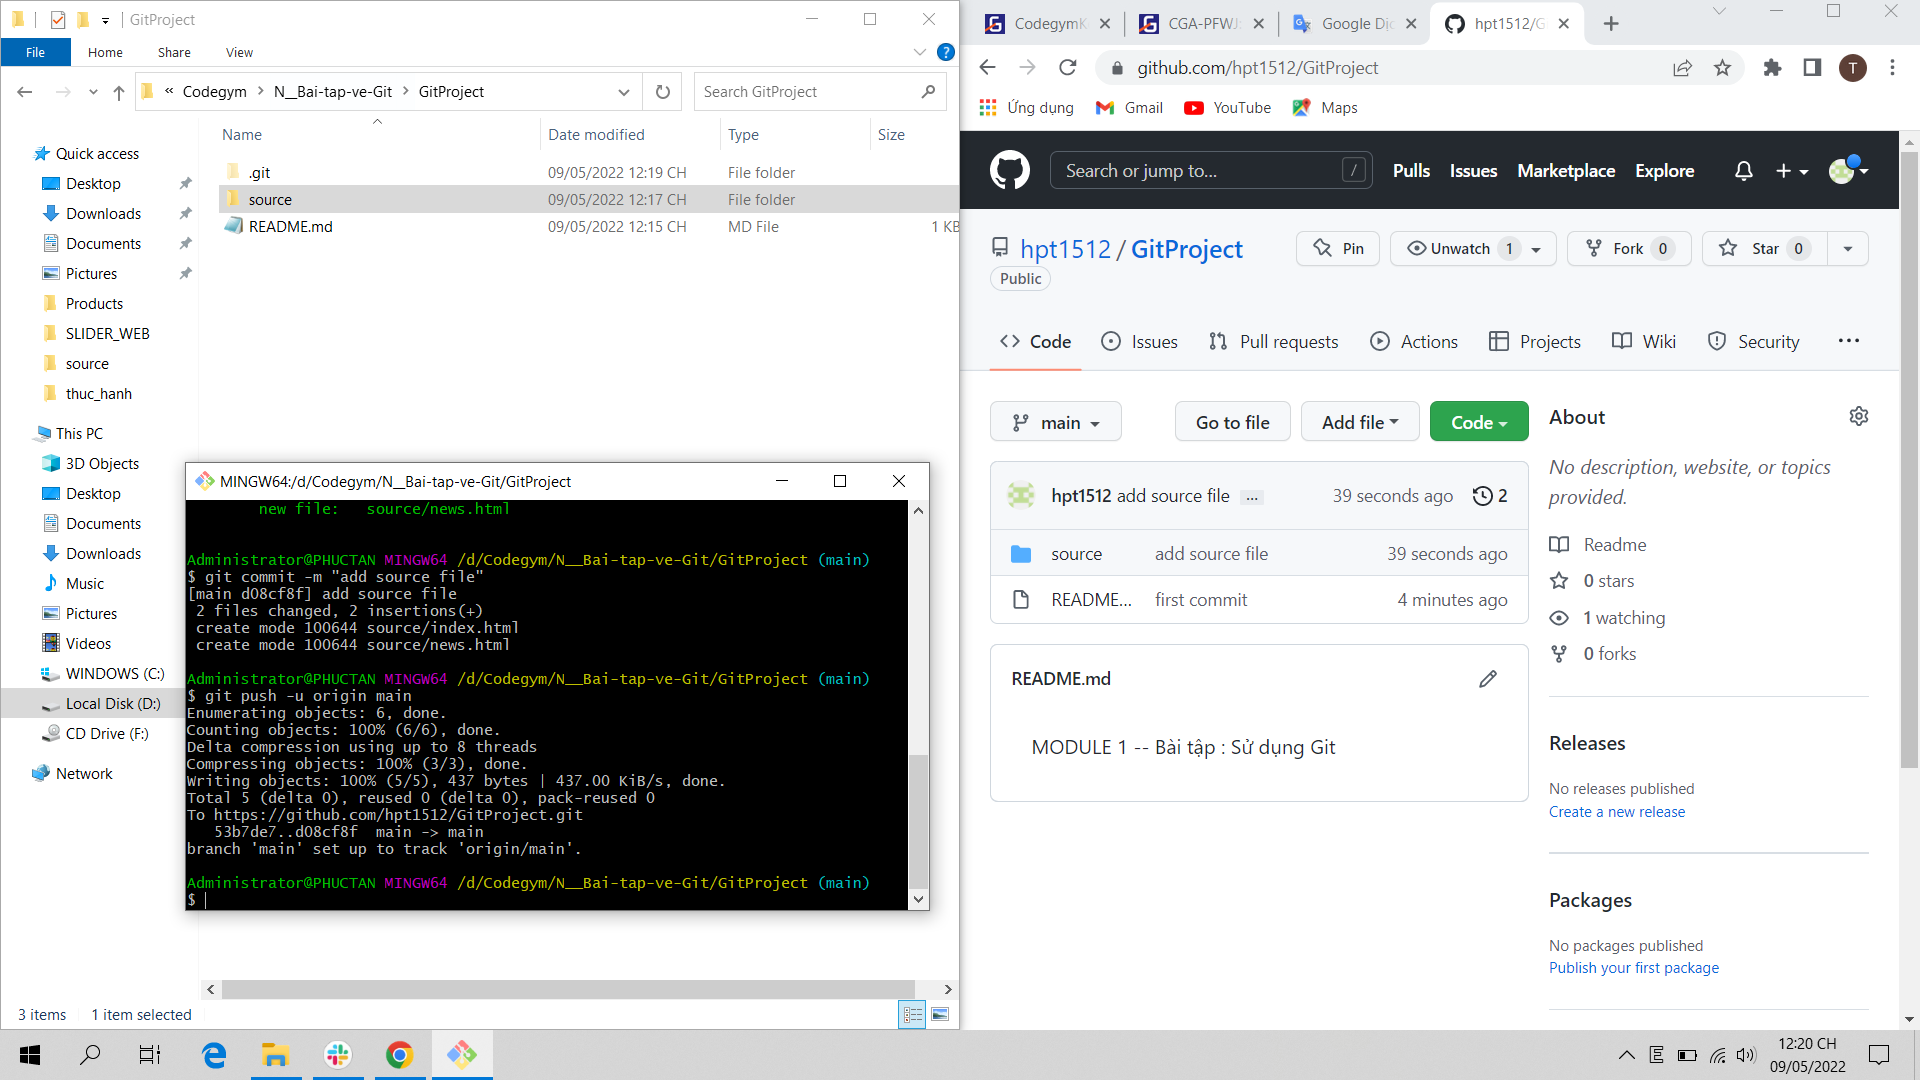 GitProject
File
Home
Share
View
« Codegym > N__Bai-tap-ve-Git > GitProject
Search GitProject
Name
Date modified
Type
Size
.git 09/05/2022 12:19 CH File folder
source 09/05/2022 12:17 CH File folder
README.md 09/05/2022 12:15 CH MD File 1 KB
Quick access
Desktop
Downloads
Documents
Pictures
Products
SLIDER_WEB
source
thuc_hanh
This PC
3D Objects
Desktop
Documents
Downloads
Music
Pictures
Videos
WINDOWS (C:)
Local Disk (D:)
CD Drive (F:)
Network
3 items
1 item selected
MINGW64:/d/Codegym/N__Bai-tap-ve-Git/GitProject
new file: source/news.html
Administrator@PHUCTAN MINGW64 /d/Codegym/N__Bai-tap-ve-Git/GitProject (main)
$ git commit -m "add source file"
[main d08cf8f] add source file
2 files changed, 2 insertions(+)
create mode 100644 source/index.html
create mode 100644 source/news.html
Administrator@PHUCTAN MINGW64 /d/Codegym/N__Bai-tap-ve-Git/GitProject (main)
$ git push -u origin main
Enumerating objects: 6, done.
Counting objects: 100% (6/6), done.
Delta compression using up to 8 threads
Compressing objects: 100% (3/3), done.
Writing objects: 100% (5/5), 437 bytes | 437.00 KiB/s, done.
Total 5 (delta 0), reused 0 (delta 0), pack-reused 0
To https://github.com/hpt1512/GitProject.git
53b7de7..d08cf8f main -> main
branch 'main' set up to track 'origin/main'.
Administrator@PHUCTAN MINGW64 /d/Codegym/N__Bai-tap-ve-Git/GitProject (main)
$
CodegymK
CGA-PFWJ
Google Dịc
hpt1512/G
github.com/hpt1512/GitProject
T
Ứng dụng
Gmail
YouTube
Maps
Search or jump to...
/
Pulls
Issues
Marketplace
Explore
hpt1512 / GitProject
Pin
Unwatch 1
Fork 0
Star 0
Public
Code
Issues
Pull requests
Actions
Projects
Wiki
Security
main
Go to file
Add file
Code
hpt1512 add source file ... 39 seconds ago 2
source add source file 39 seconds ago
README... first commit 4 minutes ago
README.md
MODULE 1 -- Bài tập : Sử dụng Git
About
No description, website, or topics
provided.
Readme
0 stars
1 watching
0 forks
Releases
No releases published
Create a new release
Packages
No packages published
Publish your first package
12:20 CH
09/05/2022